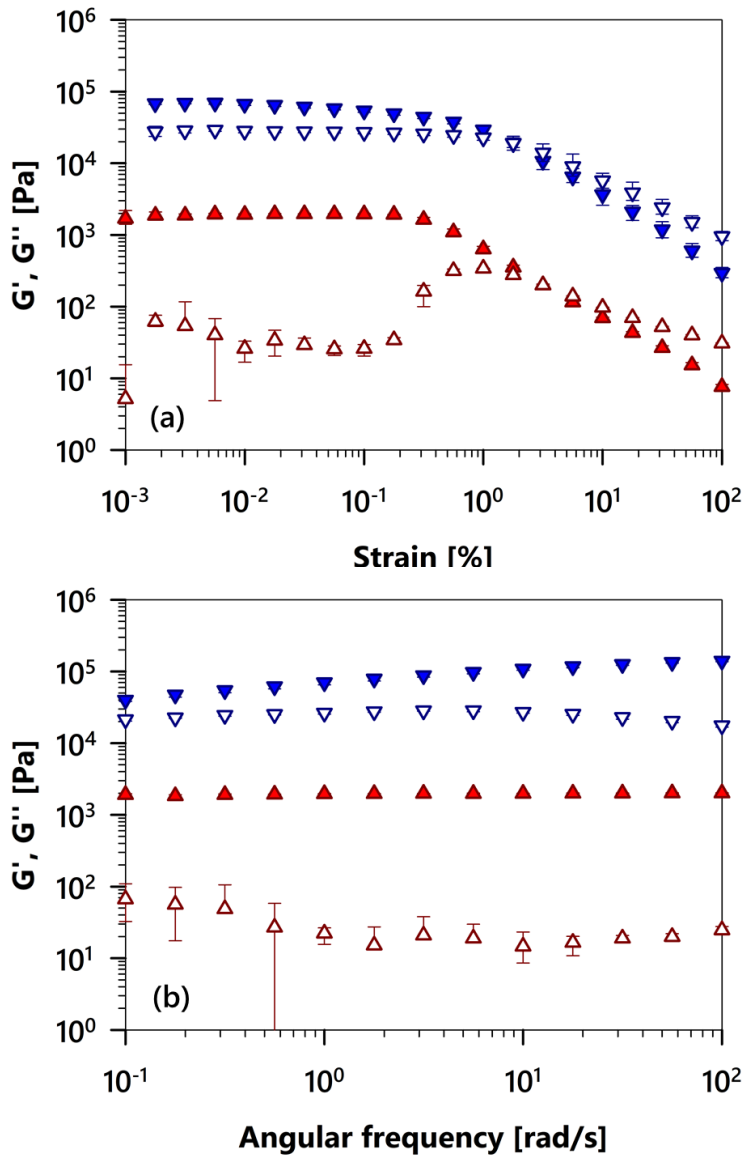 10⁶
10⁵
10⁴
10³
10²
10¹
10⁰
G', G'' [Pa]
(a)
10⁻³ 10⁻² 10⁻¹ 10⁰ 10¹ 10²
Strain [%]
10⁶
10⁵
10⁴
10³
10²
10¹
10⁰
G', G'' [Pa]
(b)
10⁻¹ 10⁰ 10¹ 10²
Angular frequency [rad/s]